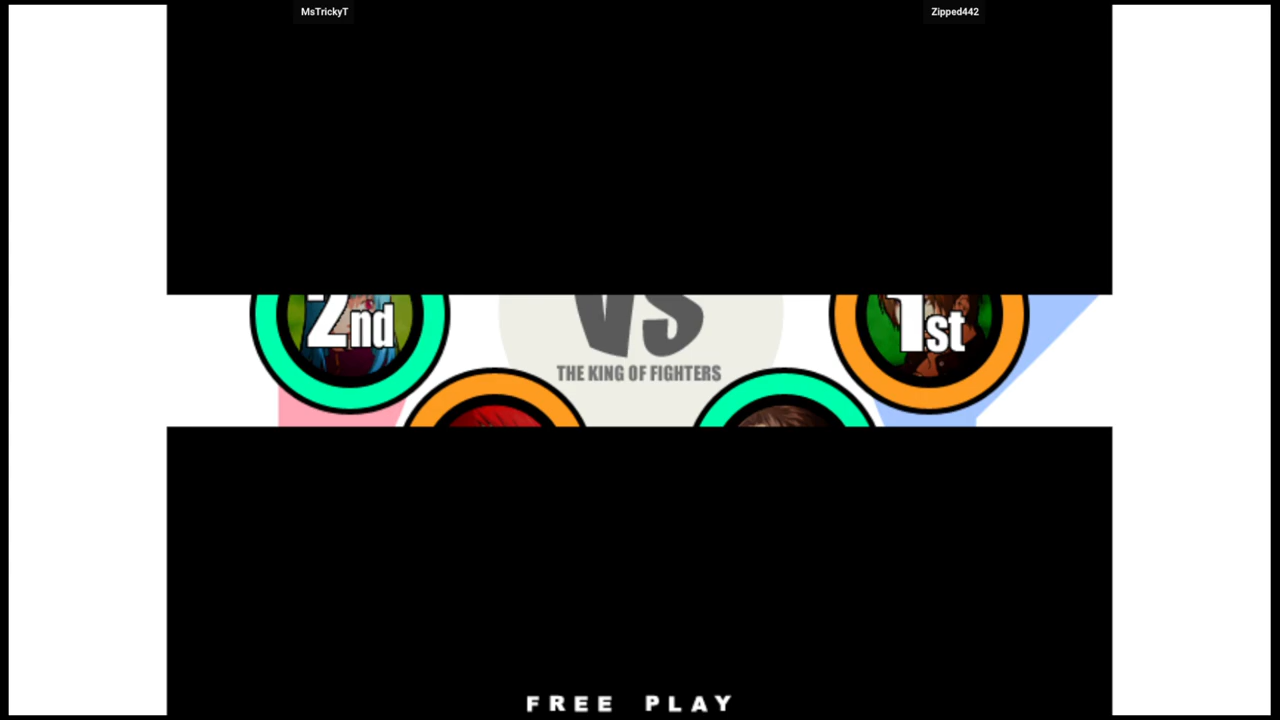 MsTrickyT
Zipped442
2nd
VS
1st
THE KING OF FIGHTERS
FREE PLAY